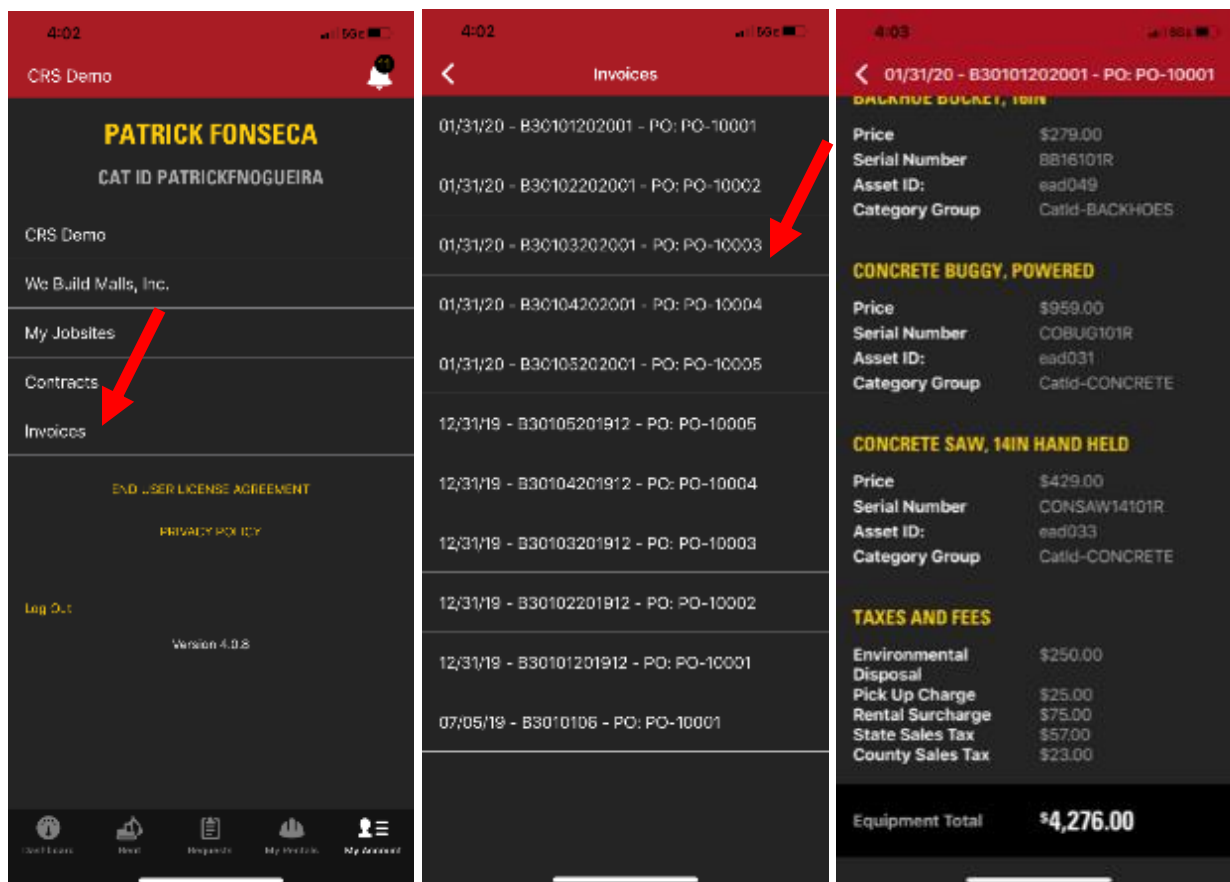 4:02
CRS Demo
PATRICK FONSECA
CAT ID PATRICKFNOGUEIRA
CRS Demo
We Build Malls, Inc.
My Jobsites
Contracts
Invoices
END USER LICENSE AGREEMENT
PRIVACY POLICY
Log Out
Version 4.0.8
Dashboard Rent Requests My Rentals My Account
4:02
Invoices
01/31/20 - B30101202001 - PO: PO-10001
01/31/20 - B30102202001 - PO: PO-10002
01/31/20 - B30103202001 - PO: PO-10003
01/31/20 - B30104202001 - PO: PO-10004
01/31/20 - B30105202001 - PO: PO-10005
12/31/19 - B30105201912 - PO: PO-10005
12/31/19 - B30104201912 - PO: PO-10004
12/31/19 - B30103201912 - PO: PO-10003
12/31/19 - B30102201912 - PO: PO-10002
12/31/19 - B30101201912 - PO: PO-10001
07/05/19 - B3010106 - PO: PO-10001
4:03
01/31/20 - B30101202001 - PO: PO-10001
BACKHOE BUCKET, 16IN
Price $279.00
Serial Number BB16101R
Asset ID: ead049
Category Group CatId-BACKHOES
CONCRETE BUGGY, POWERED
Price $959.00
Serial Number COBUG101R
Asset ID: ead031
Category Group CatId-CONCRETE
CONCRETE SAW, 14IN HAND HELD
Price $429.00
Serial Number CONSAW14101R
Asset ID: ead033
Category Group CatId-CONCRETE
TAXES AND FEES
Environmental $250.00
Disposal
Pick Up Charge $25.00
Rental Surcharge $75.00
State Sales Tax $57.00
County Sales Tax $23.00
Equipment Total $4,276.00